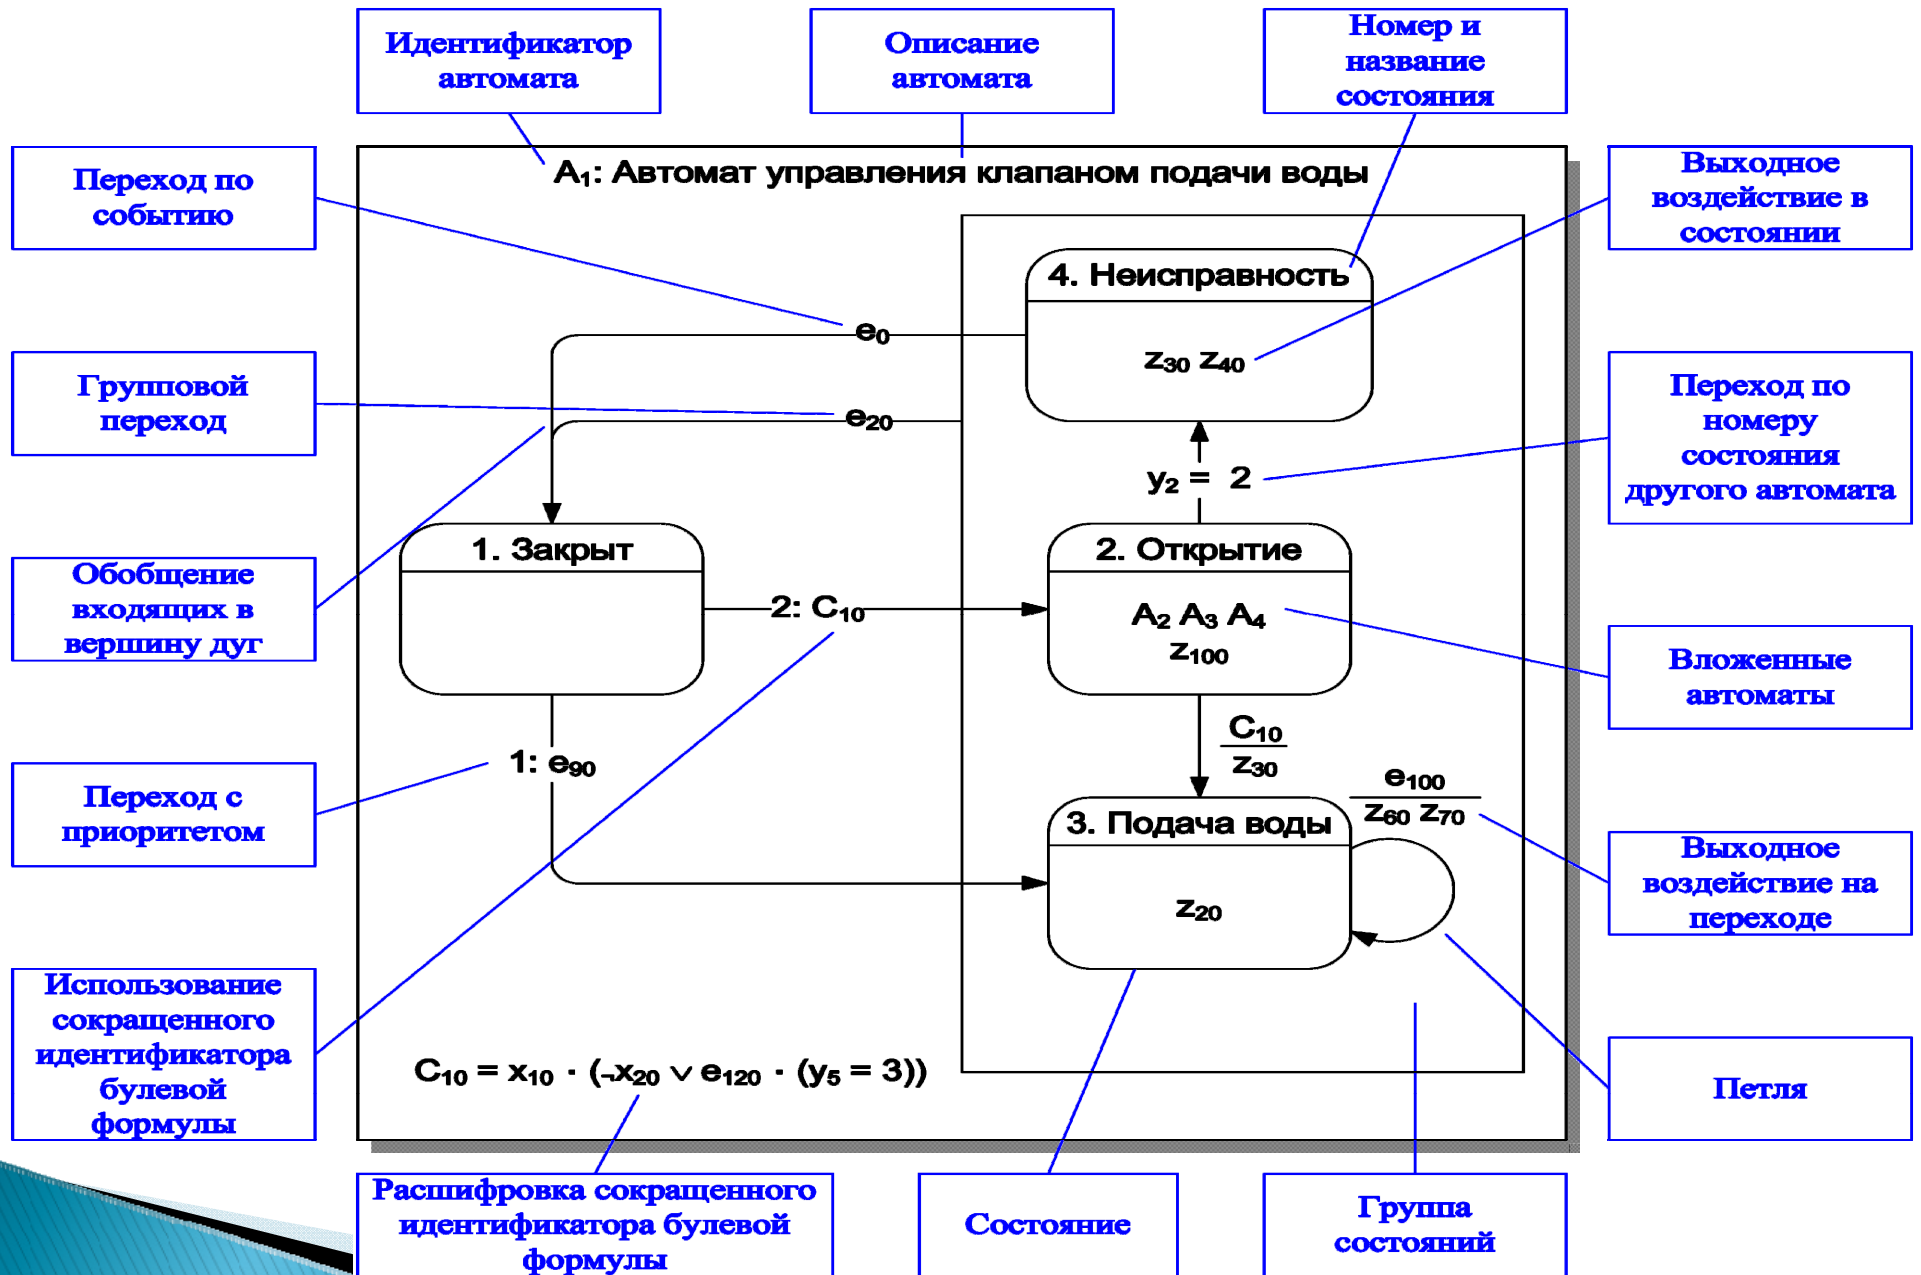 Идентификатор
автомата
Описание
автомата
Номер и
название
состояния
Переход по
событию
A₁: Автомат управления клапаном подачи воды
Выходное
воздействие в
состоянии
4. Неисправность
z₃₀ z₄₀
e₀
Групповой
переход
e₂₀
Переход по
номеру
состояния
другого автомата
y₂ = 2
1. Закрыт
2. Открытие
A₂ A₃ A₄
z₁₀₀
2: C₁₀
Обобщение
входящих в
вершину дуг
Вложенные
автоматы
C₁₀
z₃₀
1: e₉₀
Переход с
приоритетом
e₁₀₀
z₆₀ z₇₀
3. Подача воды
z₂₀
Выходное
воздействие на
переходе
Использование
сокращенного
идентификатора
булевой
формулы
C₁₀ = x₁₀ · (¬x₂₀ ∨ e₁₂₀ · (y₅ = 3))
Петля
Расшифровка сокращенного
идентификатора булевой
формулы
Состояние
Группа
состояний